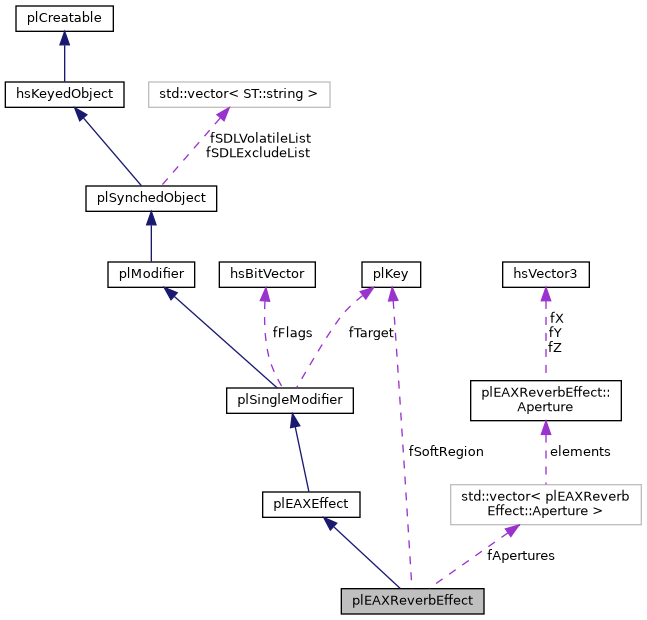 plCreatable
hsKeyedObject
std::vector< ST::string >
fSDLVolatileList
fSDLExcludeList
plSynchedObject
plModifier
hsBitVector
plKey
hsVector3
fX
fY
fZ
fFlags
fTarget
plSingleModifier
plEAXReverbEffect::
Aperture
fSoftRegion
elements
plEAXEffect
std::vector< plEAXReverb
Effect::Aperture >
fApertures
plEAXReverbEffect